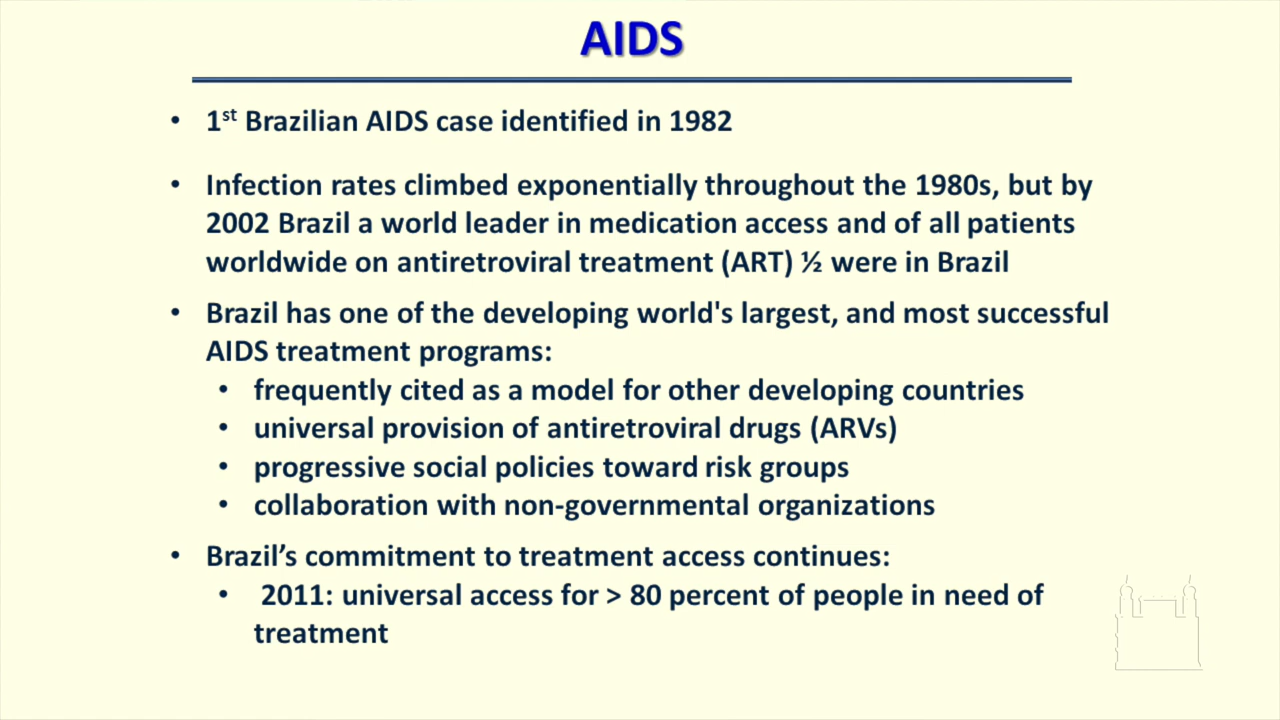 AIDS
• 1st Brazilian AIDS case identified in 1982
• Infection rates climbed exponentially throughout the 1980s, but by
2002 Brazil a world leader in medication access and of all patients
worldwide on antiretroviral treatment (ART) ½ were in Brazil
• Brazil has one of the developing world's largest, and most successful
AIDS treatment programs:
• frequently cited as a model for other developing countries
• universal provision of antiretroviral drugs (ARVs)
• progressive social policies toward risk groups
• collaboration with non-governmental organizations
• Brazil’s commitment to treatment access continues:
• 2011: universal access for > 80 percent of people in need of
treatment